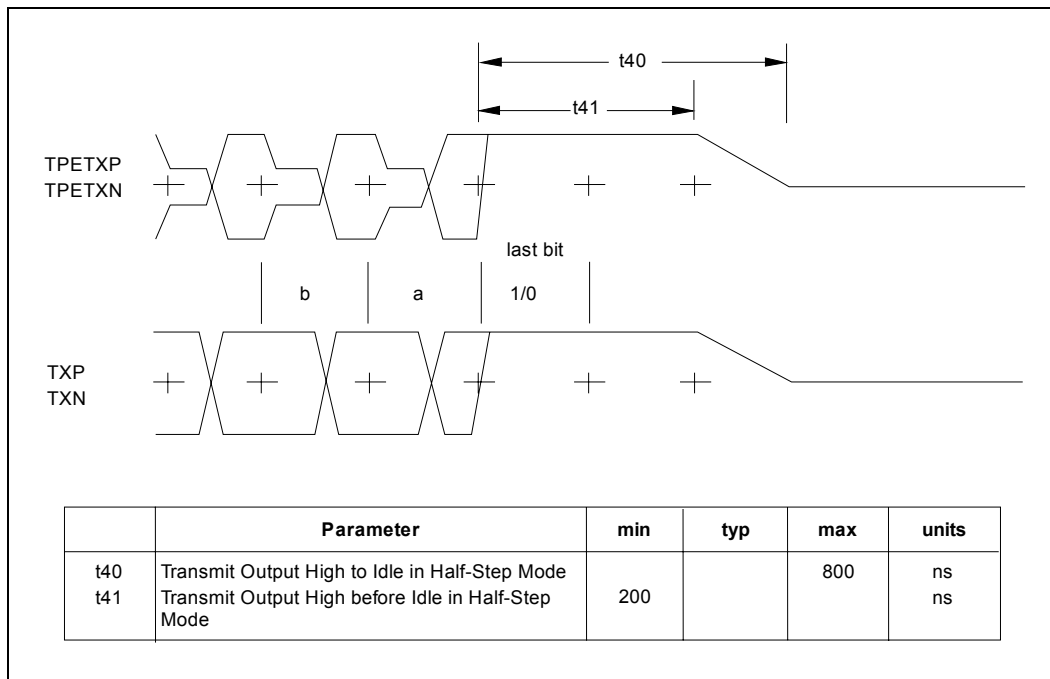 t40
t41
TPETXP
TPETXN
last bit
b a 1/0
TXP
TXN
Parameter min typ max units
t40 Transmit Output High to Idle in Half-Step Mode 800 ns
t41 Transmit Output High before Idle in Half-Step 200 ns
Mode